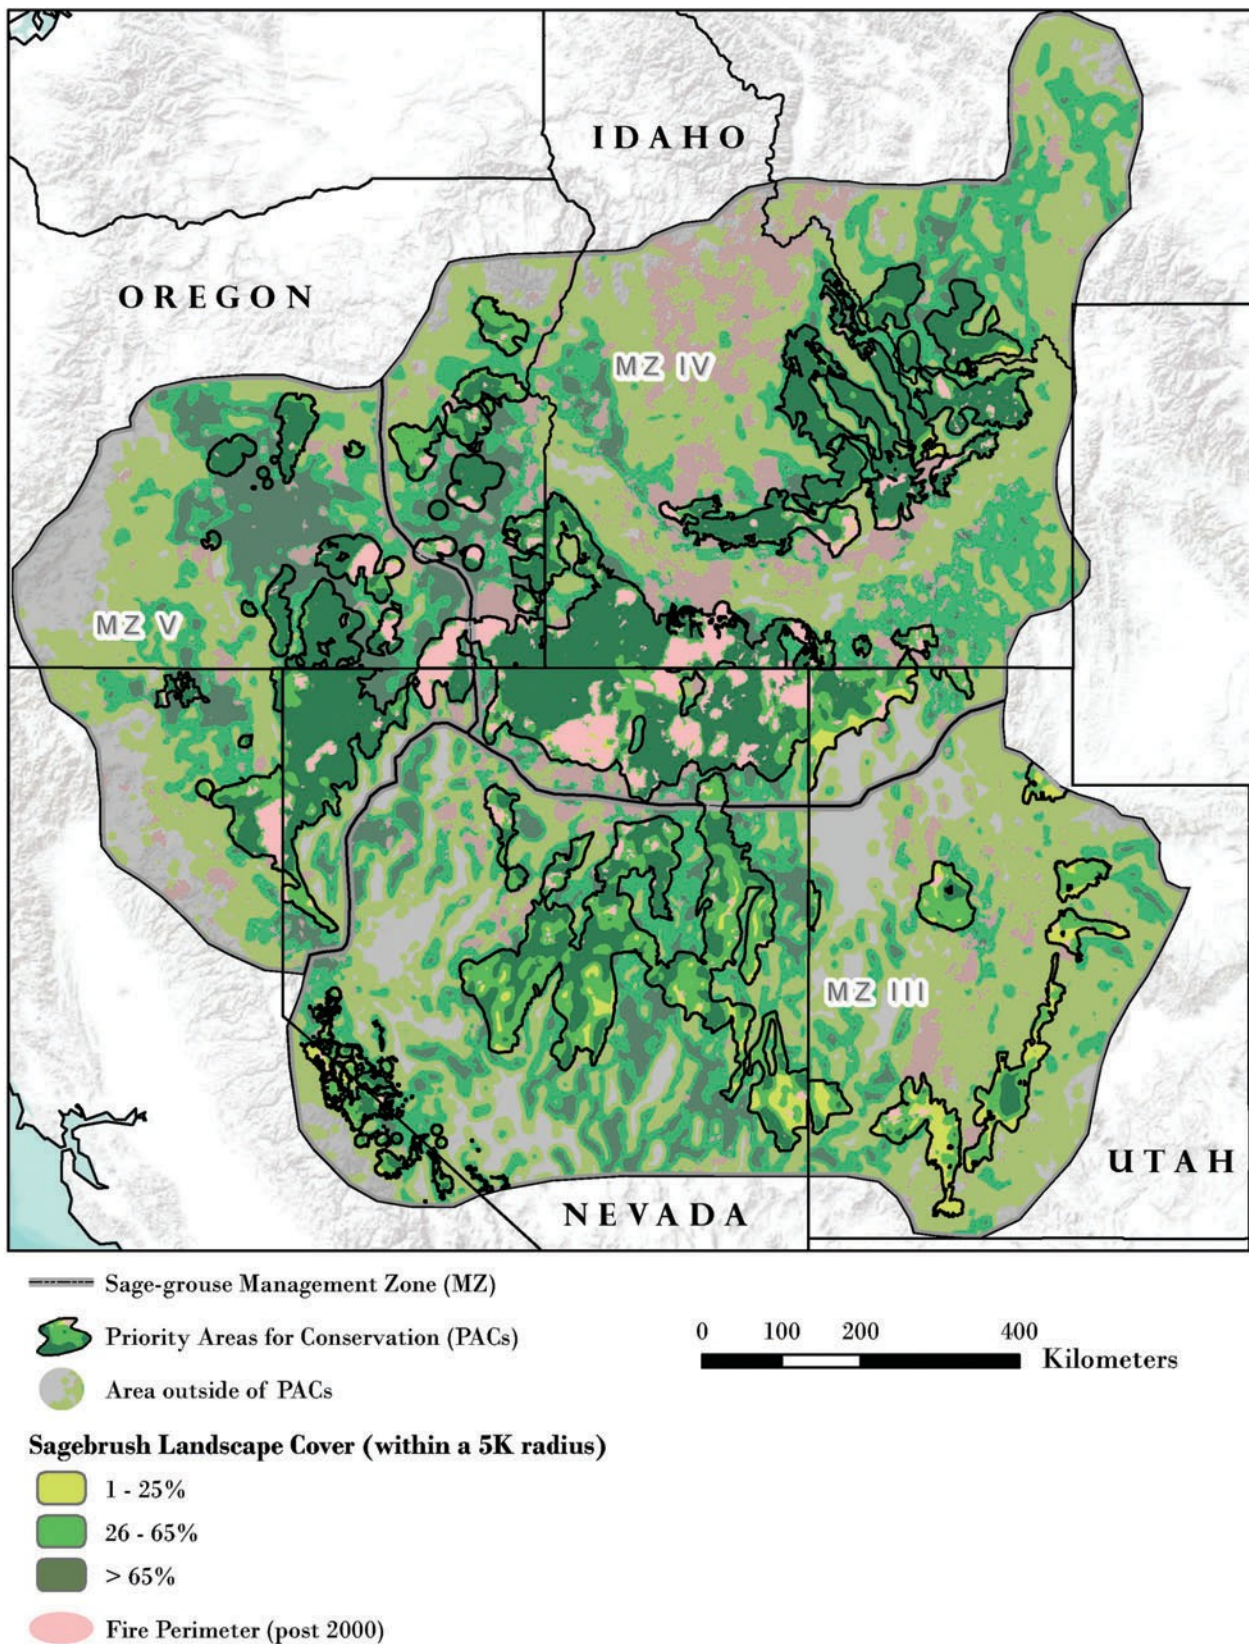 IDAHO
OREGON
MZ IV
MZ V
MZ III
UTAH
NEVADA
Sage-grouse Management Zone (MZ)
Priority Areas for Conservation (PACs)
Area outside of PACs
0 100 200 400
Kilometers
Sagebrush Landscape Cover (within a 5K radius)
1 - 25%
26 - 65%
> 65%
Fire Perimeter (post 2000)